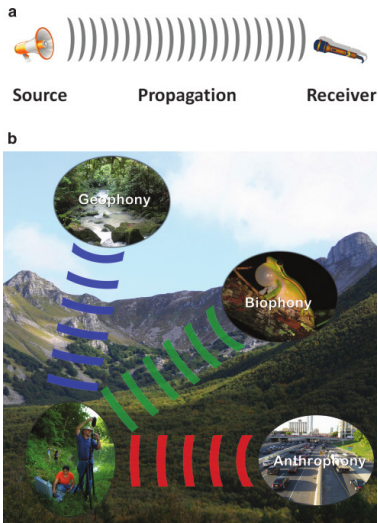 a
Source Propagation Receiver
b
Geophony
Biophony
Anthrophony